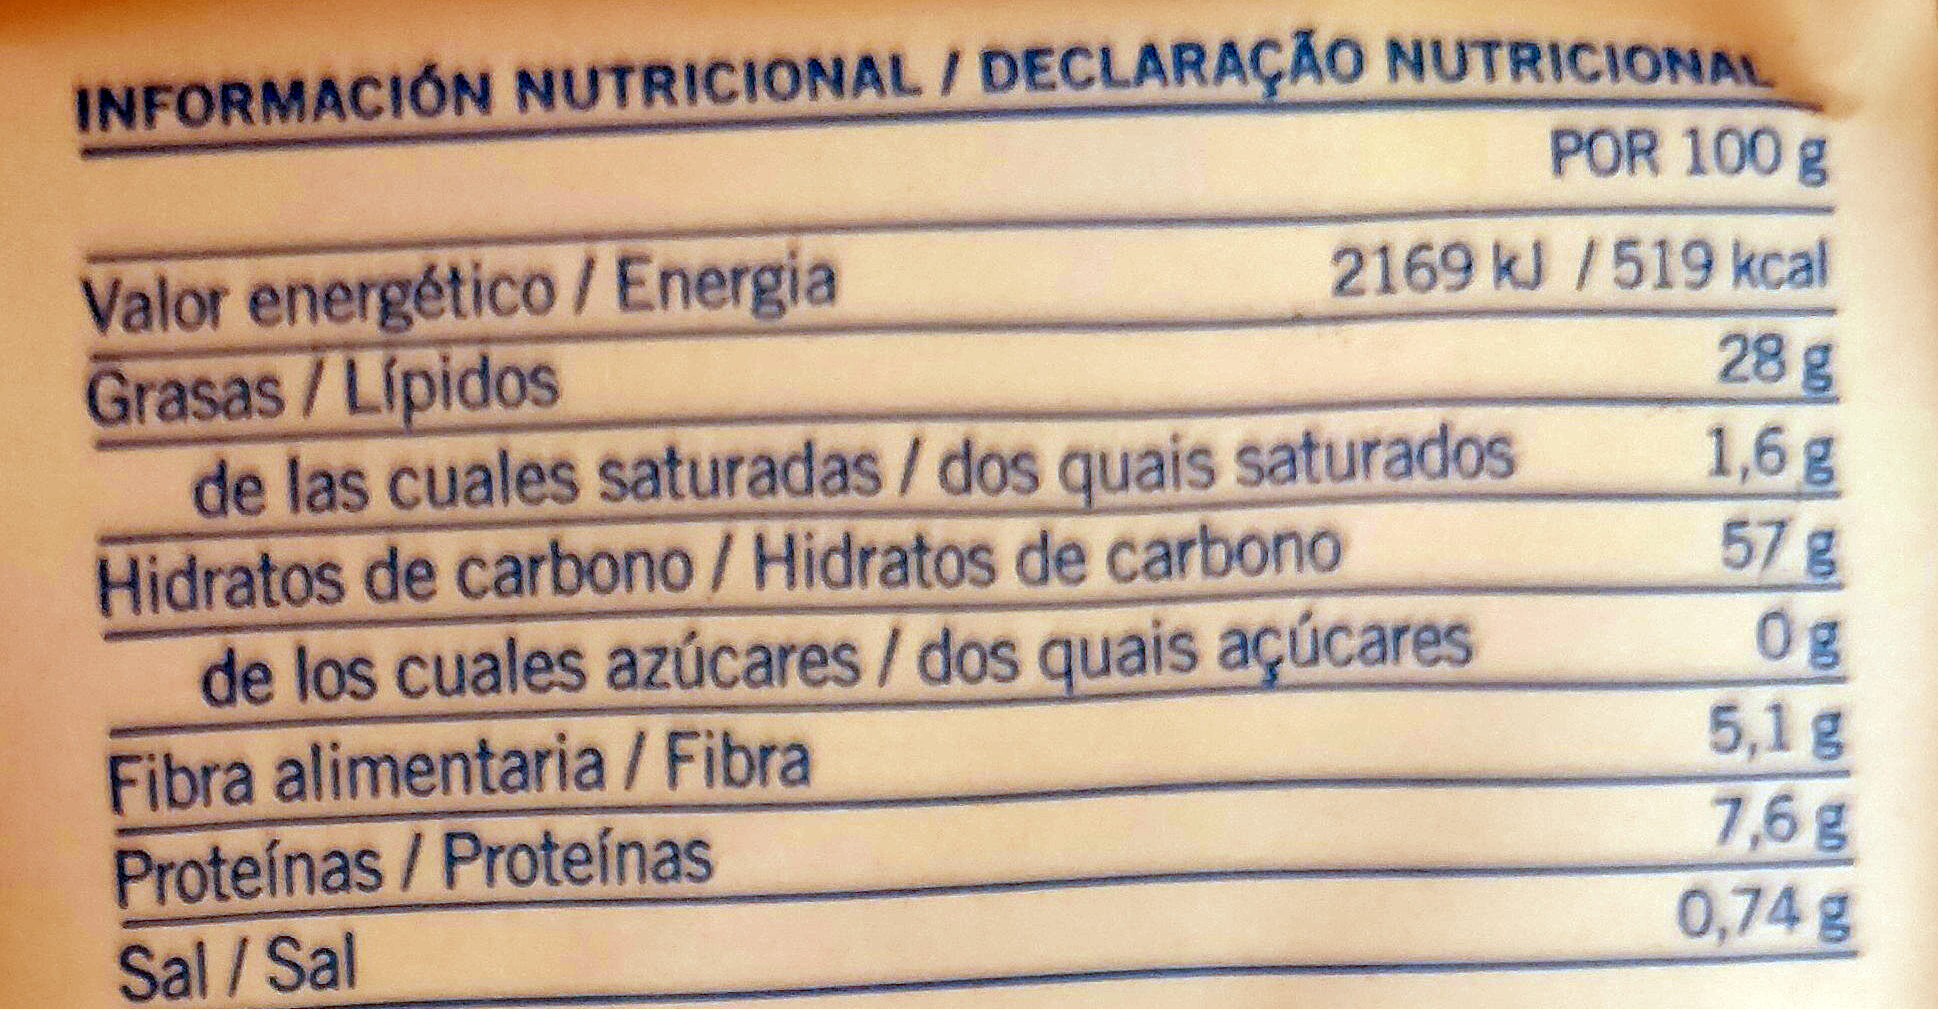 INFORMACIÓN NUTRICIONAL / DECLARAÇÃO NUTRICIONAL
POR 100 g
Valor energético / Energia 2169 kJ / 519 kcal
Grasas / Lípidos 28 g
de las cuales saturadas / dos quais saturados 1,6 g
Hidratos de carbono / Hidratos de carbono 57 g
de los cuales azúcares / dos quais açúcares 0 g
Fibra alimentaria / Fibra 5,1 g
Proteínas / Proteínas 7,6 g
Sal / Sal 0,74 g